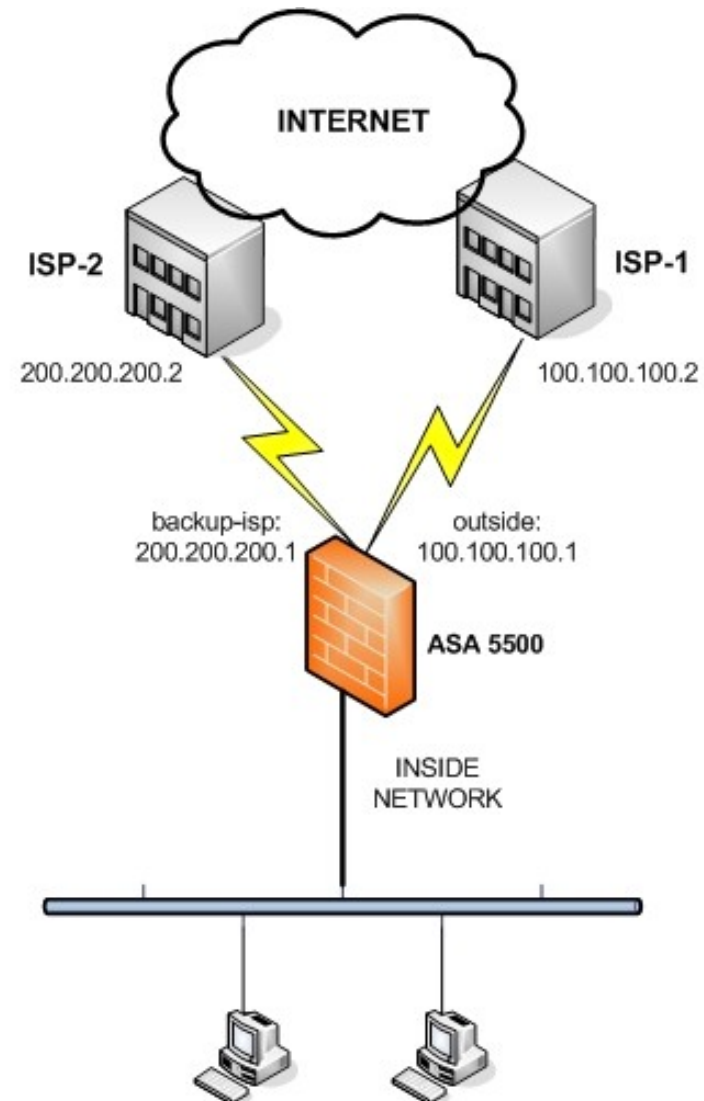 INTERNET
ISP-2
ISP-1
200.200.200.2
100.100.100.2
backup-isp:
200.200.200.1
outside:
100.100.100.1
ASA 5500
INSIDE
NETWORK